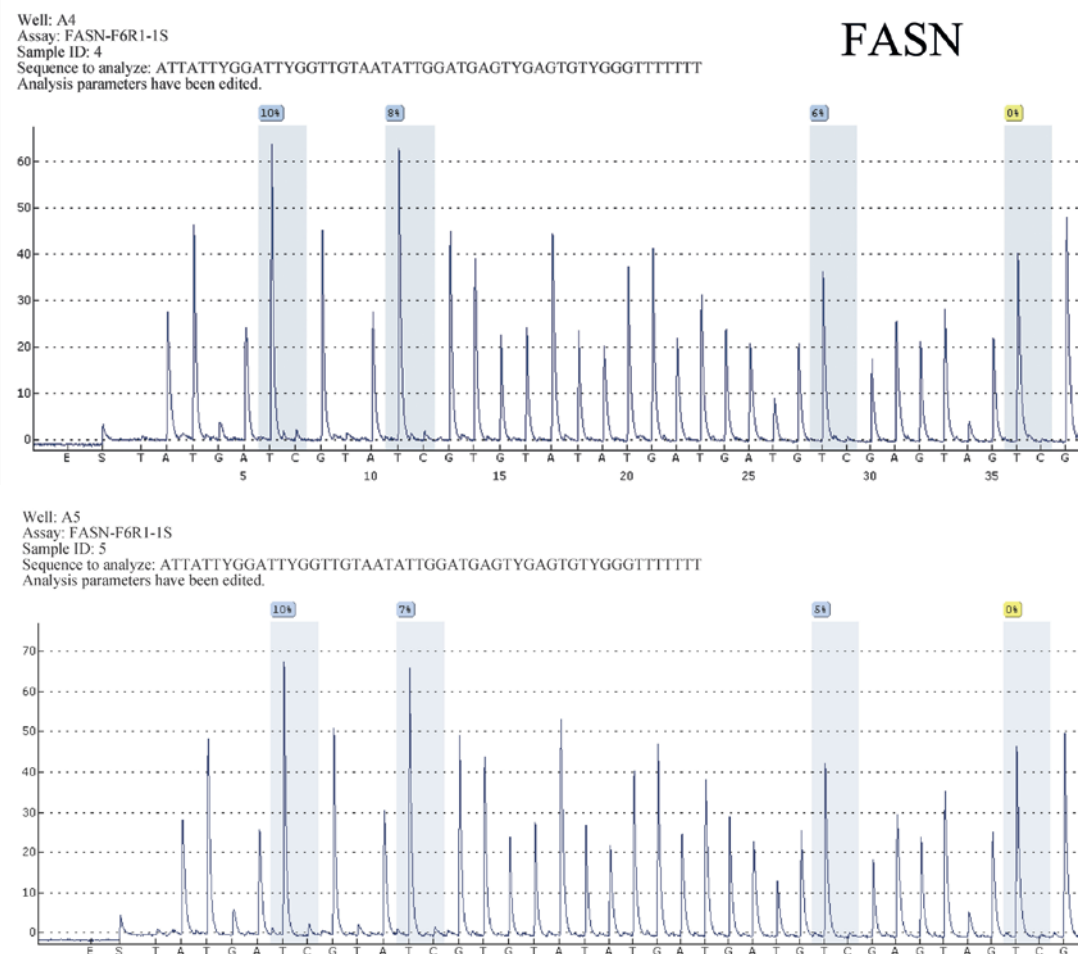 Well: A4
Assay: FASN-F6R1-1S
Sample ID: 4
Sequence to analyze: ATTATTYGGATTYGGTTGTAATATTGGATGAGTYGAGTGTYGGGTTTTTTT
Analysis parameters have been edited.
FASN
10% 8% 6% 0%
60
50
40
30
20
10
0
E S T A T G A T C G T A T C G T G T A T A T G A T G A T G T C G A G T A G T C G
5 10 15 20 25 30 35
Well: A5
Assay: FASN-F6R1-1S
Sample ID: 5
Sequence to analyze: ATTATTYGGATTYGGTTGTAATATTGGATGAGTYGAGTGTYGGGTTTTTTT
Analysis parameters have been edited.
10% 7% 5% 0%
70
60
50
40
30
20
10
0
E S T A T G A T C G T A T C G T G T A T A T G A T G A T G T C G A G T A G T C G